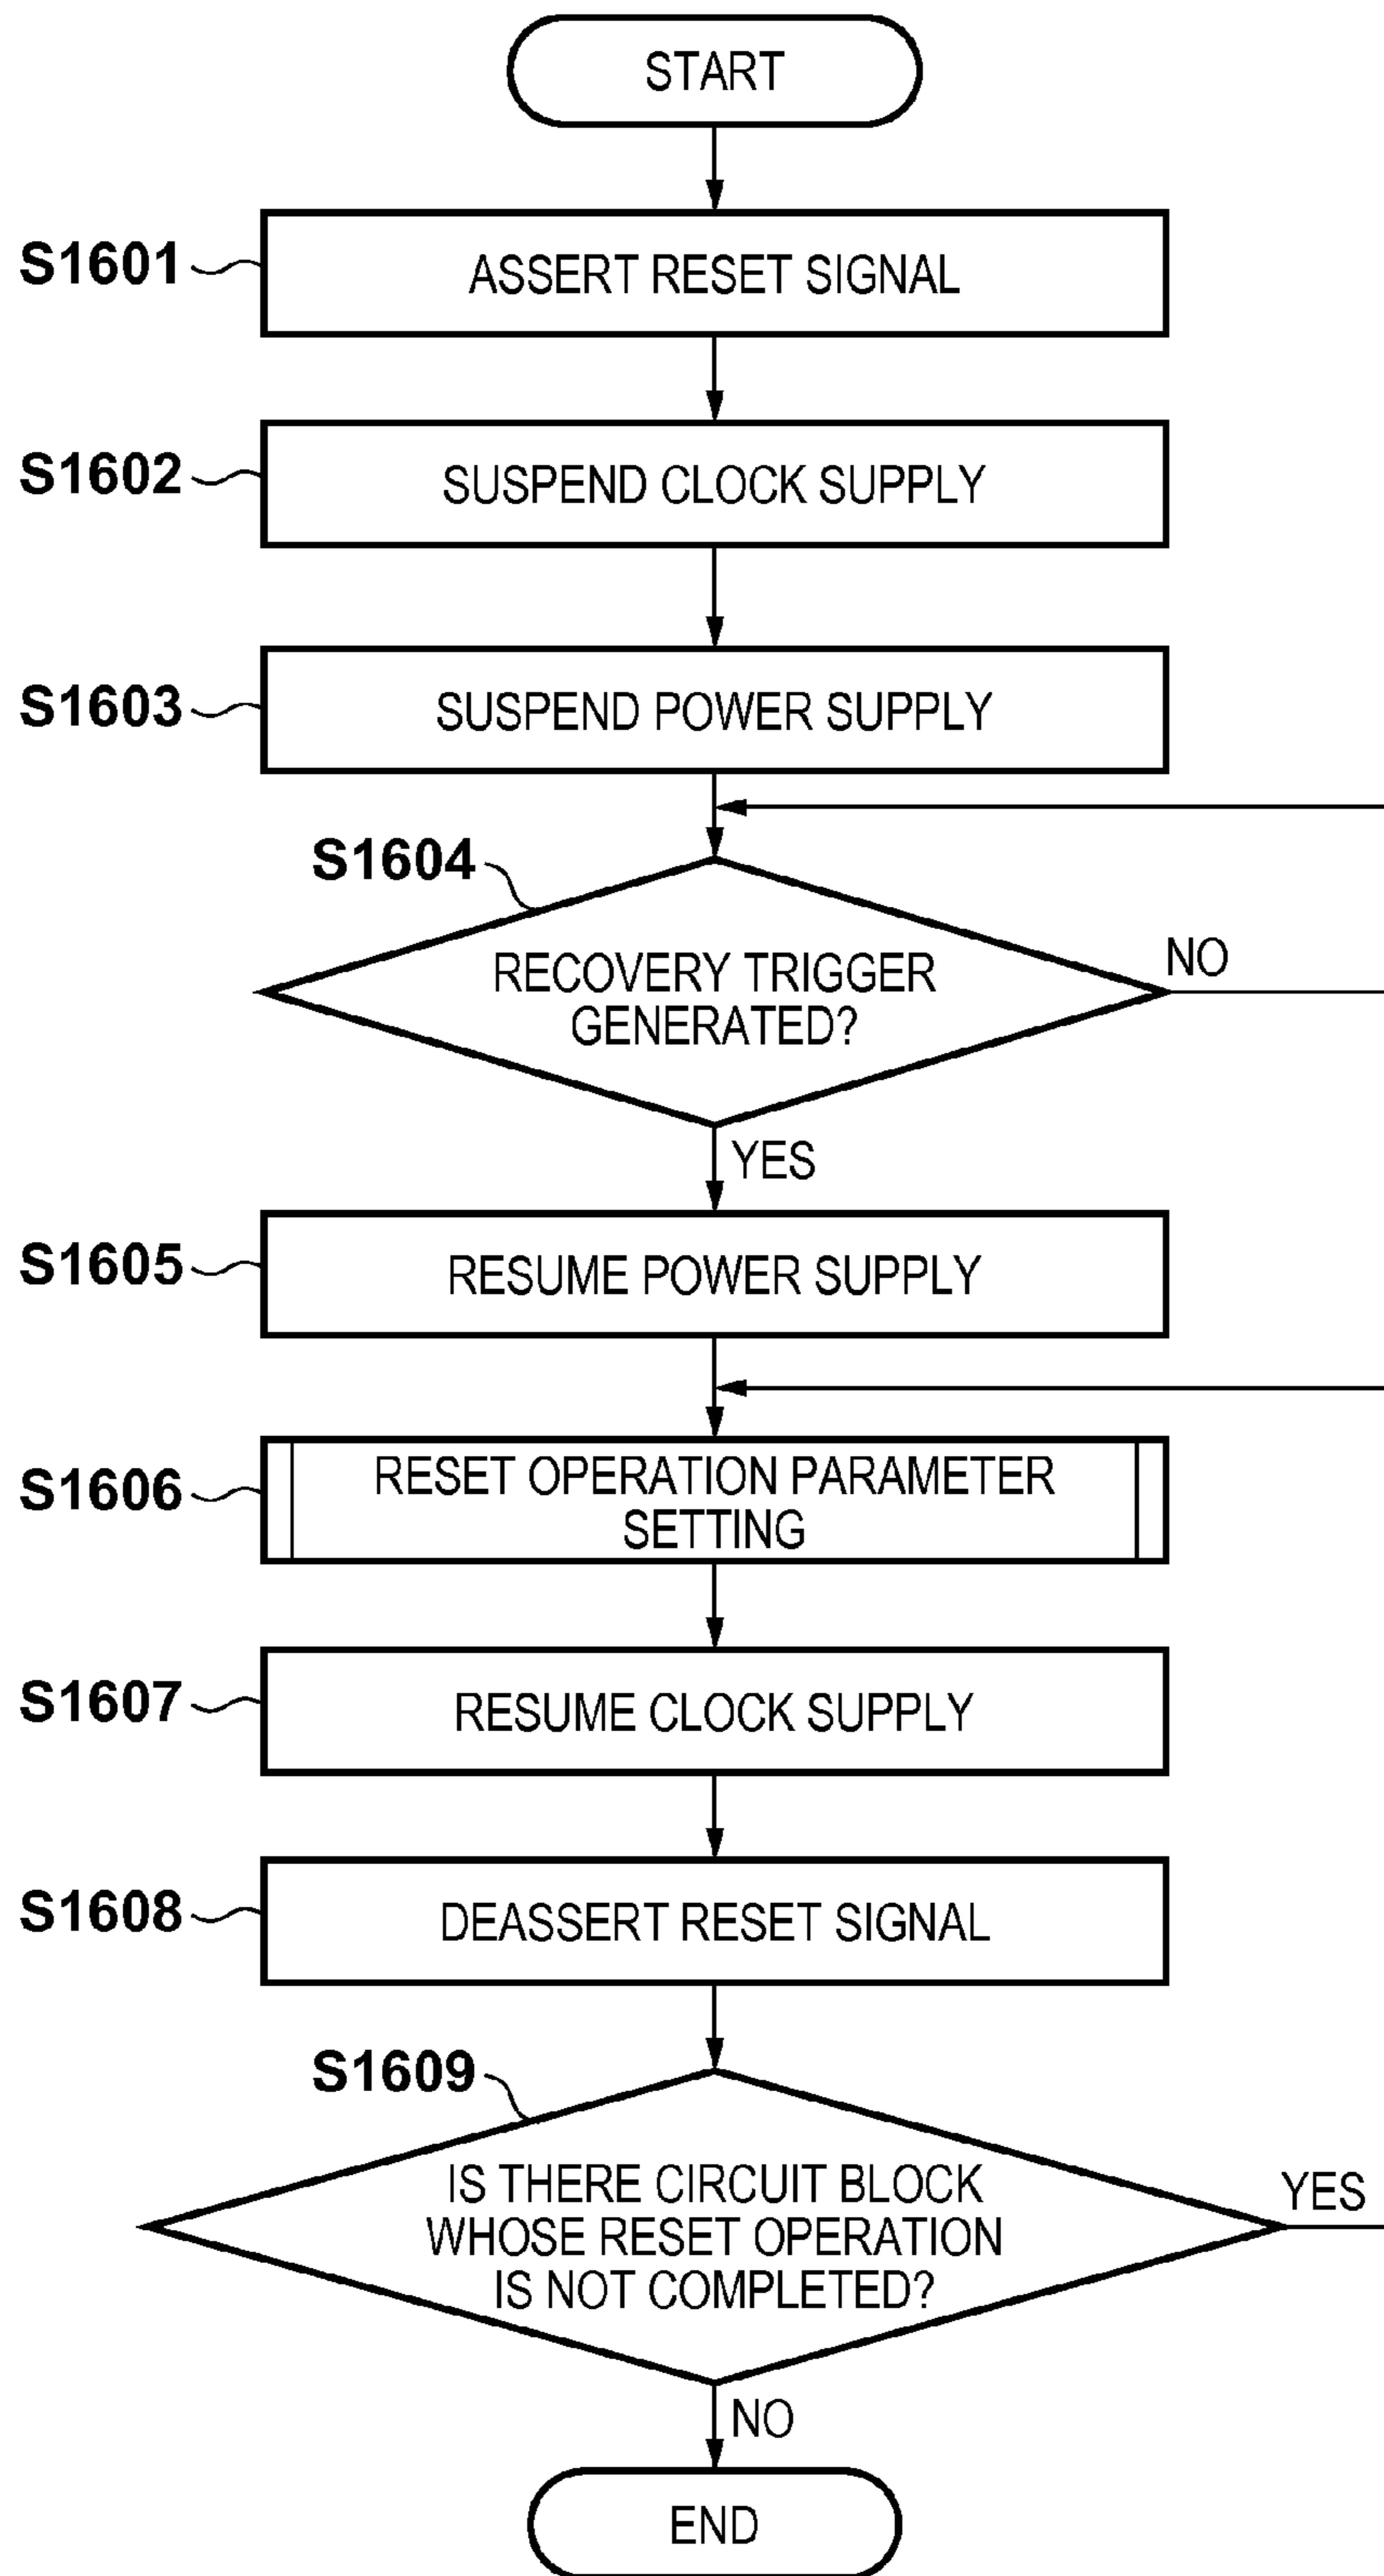 START
S1601
ASSERT RESET SIGNAL
S1602
SUSPEND CLOCK SUPPLY
S1603
SUSPEND POWER SUPPLY
S1604
RECOVERY TRIGGER
GENERATED?
NO
YES
S1605
RESUME POWER SUPPLY
S1606
RESET OPERATION PARAMETER
SETTING
S1607
RESUME CLOCK SUPPLY
S1608
DEASSERT RESET SIGNAL
S1609
IS THERE CIRCUIT BLOCK
WHOSE RESET OPERATION
IS NOT COMPLETED?
YES
NO
END